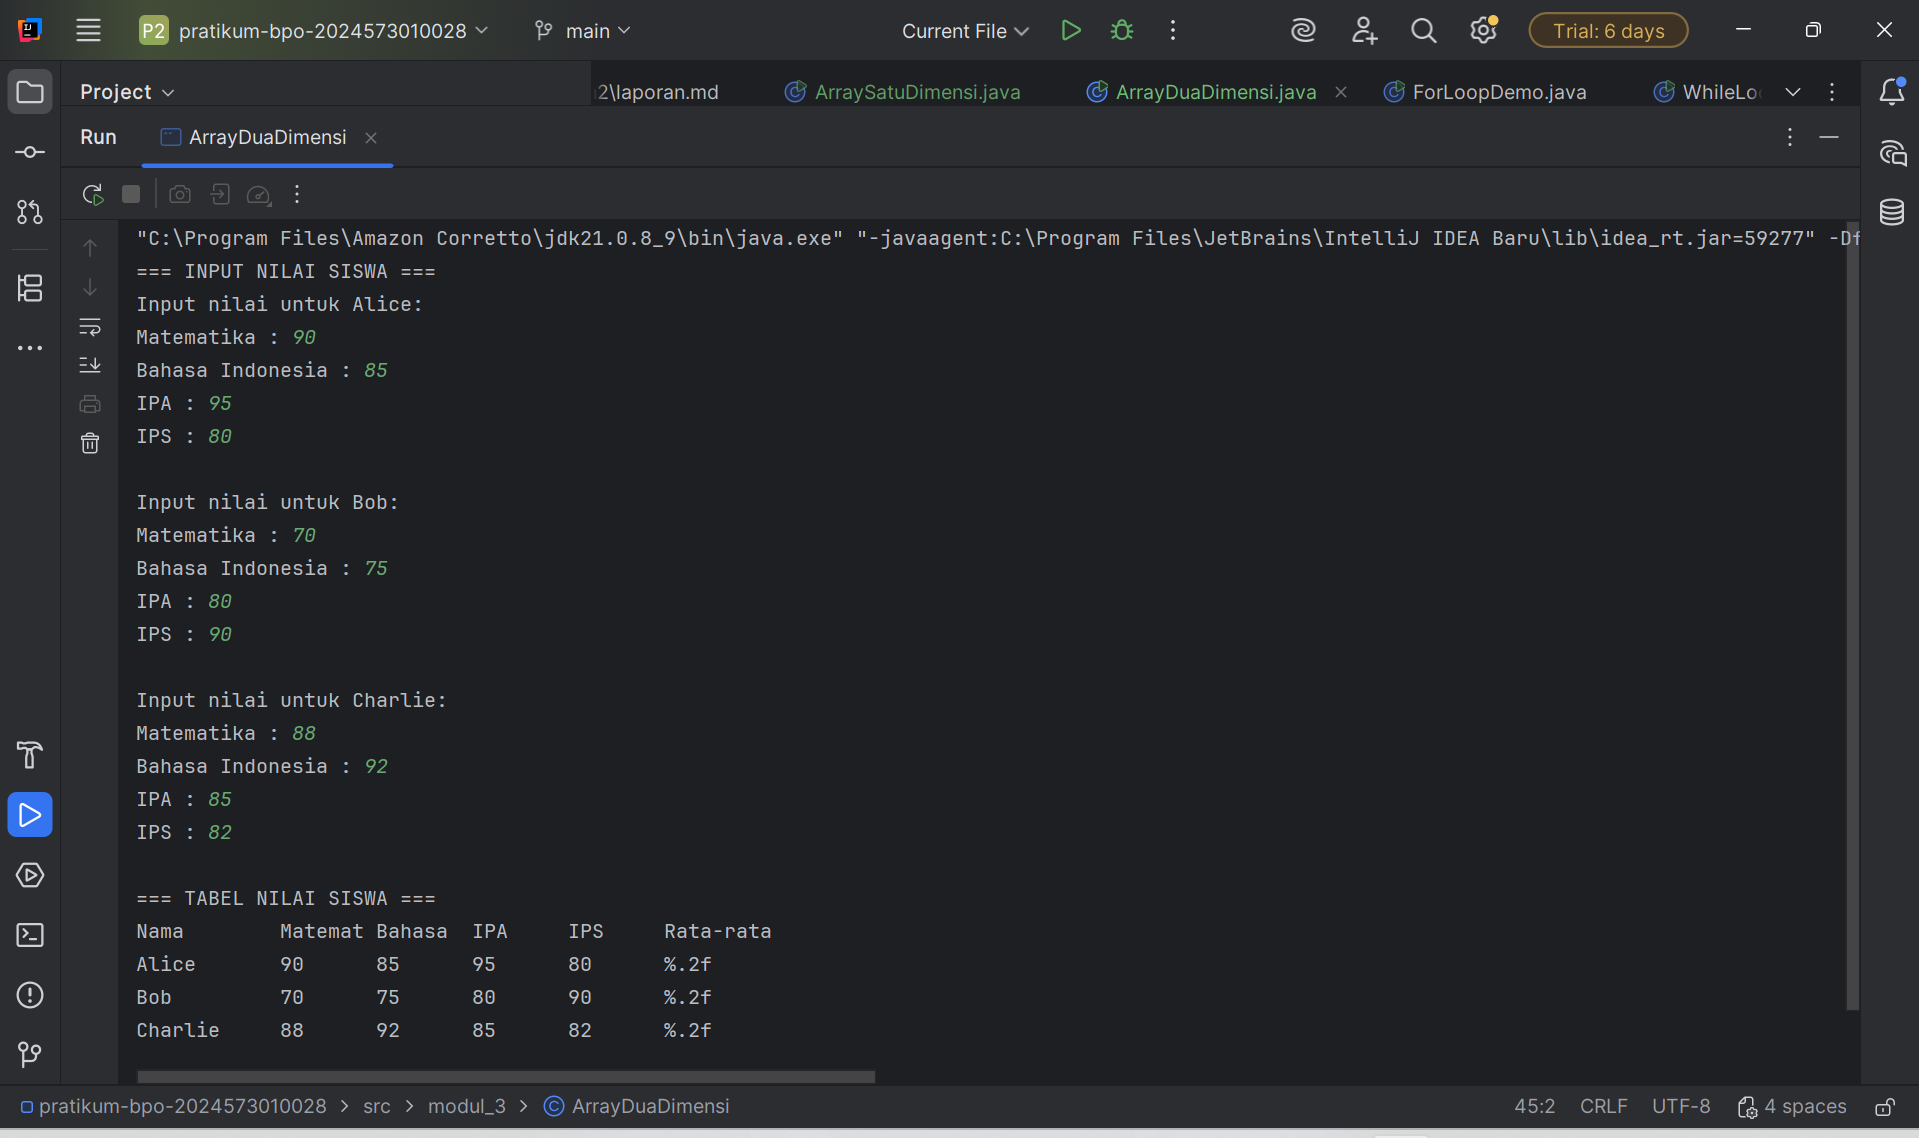 P2 pratikum-bpo-2024573010028 main Current File Trial: 6 days
Project 2\laporan.md ArraySatuDimensi.java ArrayDuaDimensi.java ForLoopDemo.java WhileLo
Run ArrayDuaDimensi
"C:\Program Files\Amazon Corretto\jdk21.0.8_9\bin\java.exe" "-javaagent:C:\Program Files\JetBrains\IntelliJ IDEA Baru\lib\idea_rt.jar=59277" -Df
=== INPUT NILAI SISWA ===
Input nilai untuk Alice:
Matematika : 90
Bahasa Indonesia : 85
IPA : 95
IPS : 80
Input nilai untuk Bob:
Matematika : 70
Bahasa Indonesia : 75
IPA : 80
IPS : 90
Input nilai untuk Charlie:
Matematika : 88
Bahasa Indonesia : 92
IPA : 85
IPS : 82
=== TABEL NILAI SISWA ===
Nama Matemat Bahasa IPA IPS Rata-rata
Alice 90 85 95 80 %.2f
Bob 70 75 80 90 %.2f
Charlie 88 92 85 82 %.2f
pratikum-bpo-2024573010028 > src > modul_3 > ArrayDuaDimensi 45:2 CRLF UTF-8 4 spaces